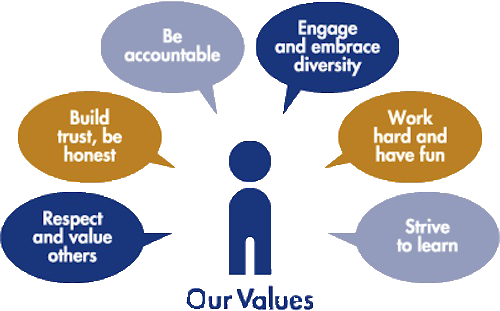 Be
accountable
Engage
and embrace
diversity
Build
trust, be
honest
Work
hard and
have fun
Respect
and value
others
Strive
to learn
Our Values